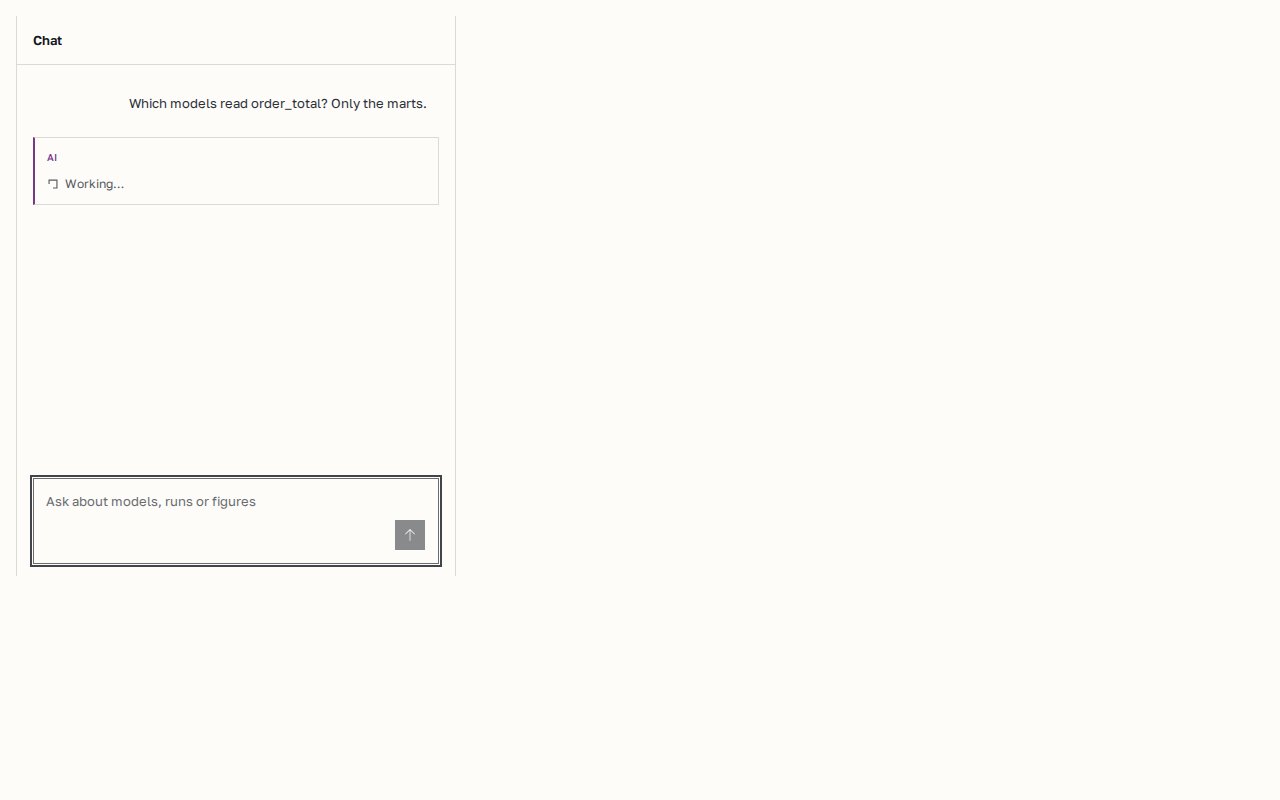 Chat
Which models read order_total? Only the marts.
AI
Working...
Ask about models, runs or figures